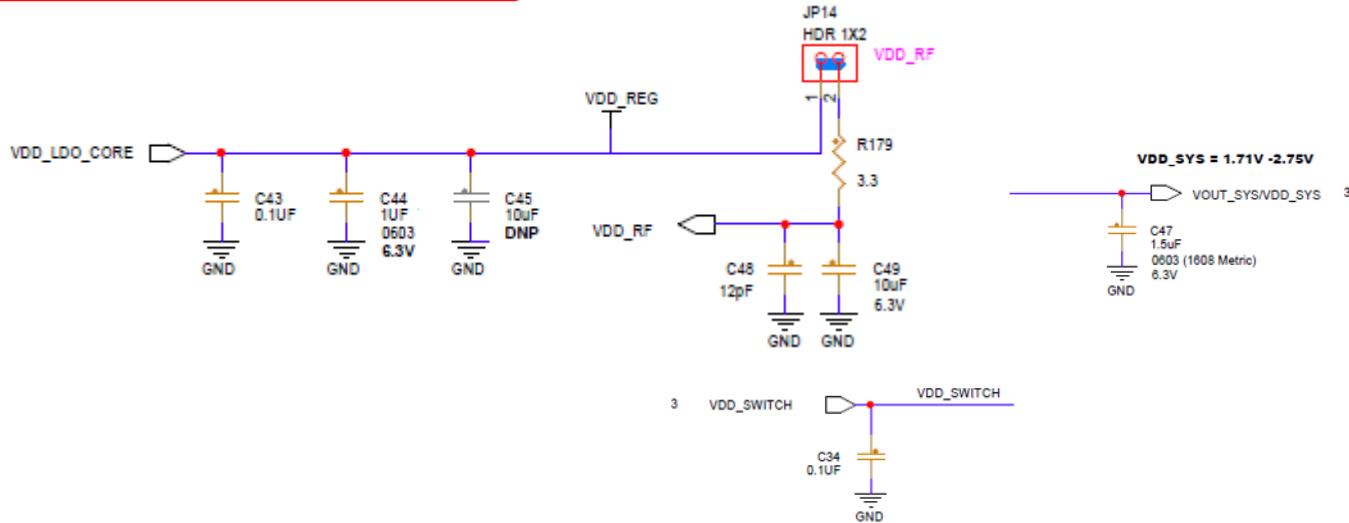 JP14
HDR 1X2
VDD_RF
1
2
VDD_REG
VDD_LDO_CORE
R179
3.3
VDD_SYS = 1.71V -2.75V
VOUT_SYS/VDD_SYS
3
C43
0.1UF
GND
C44
1UF
0603
6.3V
GND
C45
10uF
DNP
GND
VDD_RF
C48
12pF
GND
C49
10uF
6.3V
GND
C47
1.5uF
0603 (1608 Metric)
6.3V
GND
3
VDD_SWITCH
VDD_SWITCH
C34
0.1UF
GND